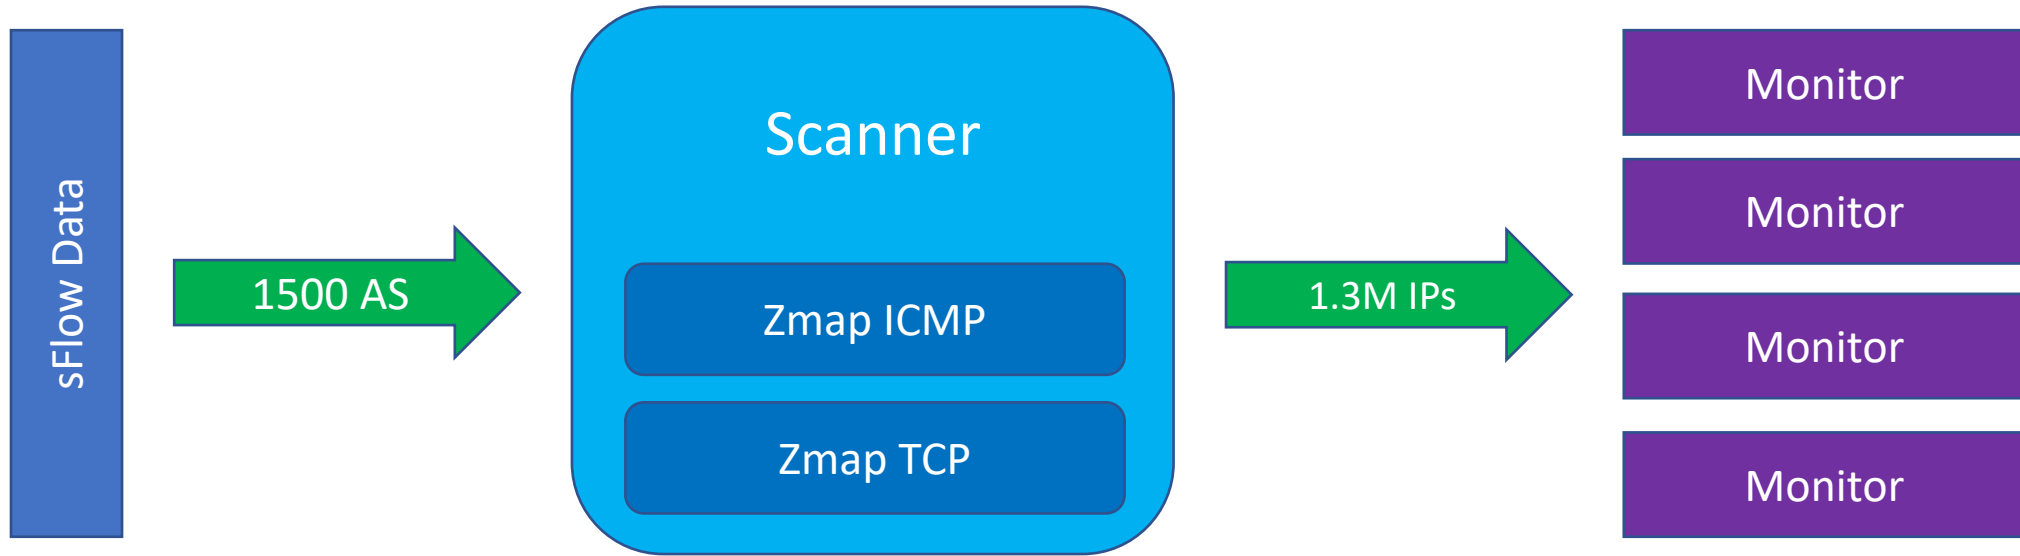 sFlow Data
1500 AS
Scanner
Zmap ICMP
Zmap TCP
1.3M IPs
Monitor
Monitor
Monitor
Monitor